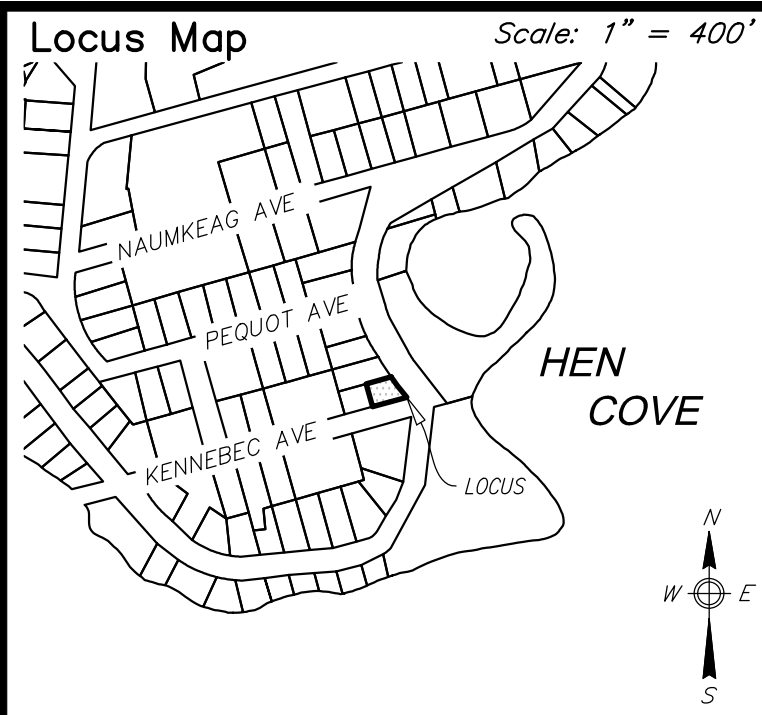 Locus Map
Scale: 1" = 400'
NAUMKEAG AVE
PEQUOT AVE
HEN
COVE
KENNEBEC AVE
LOCUS
N
W E
S